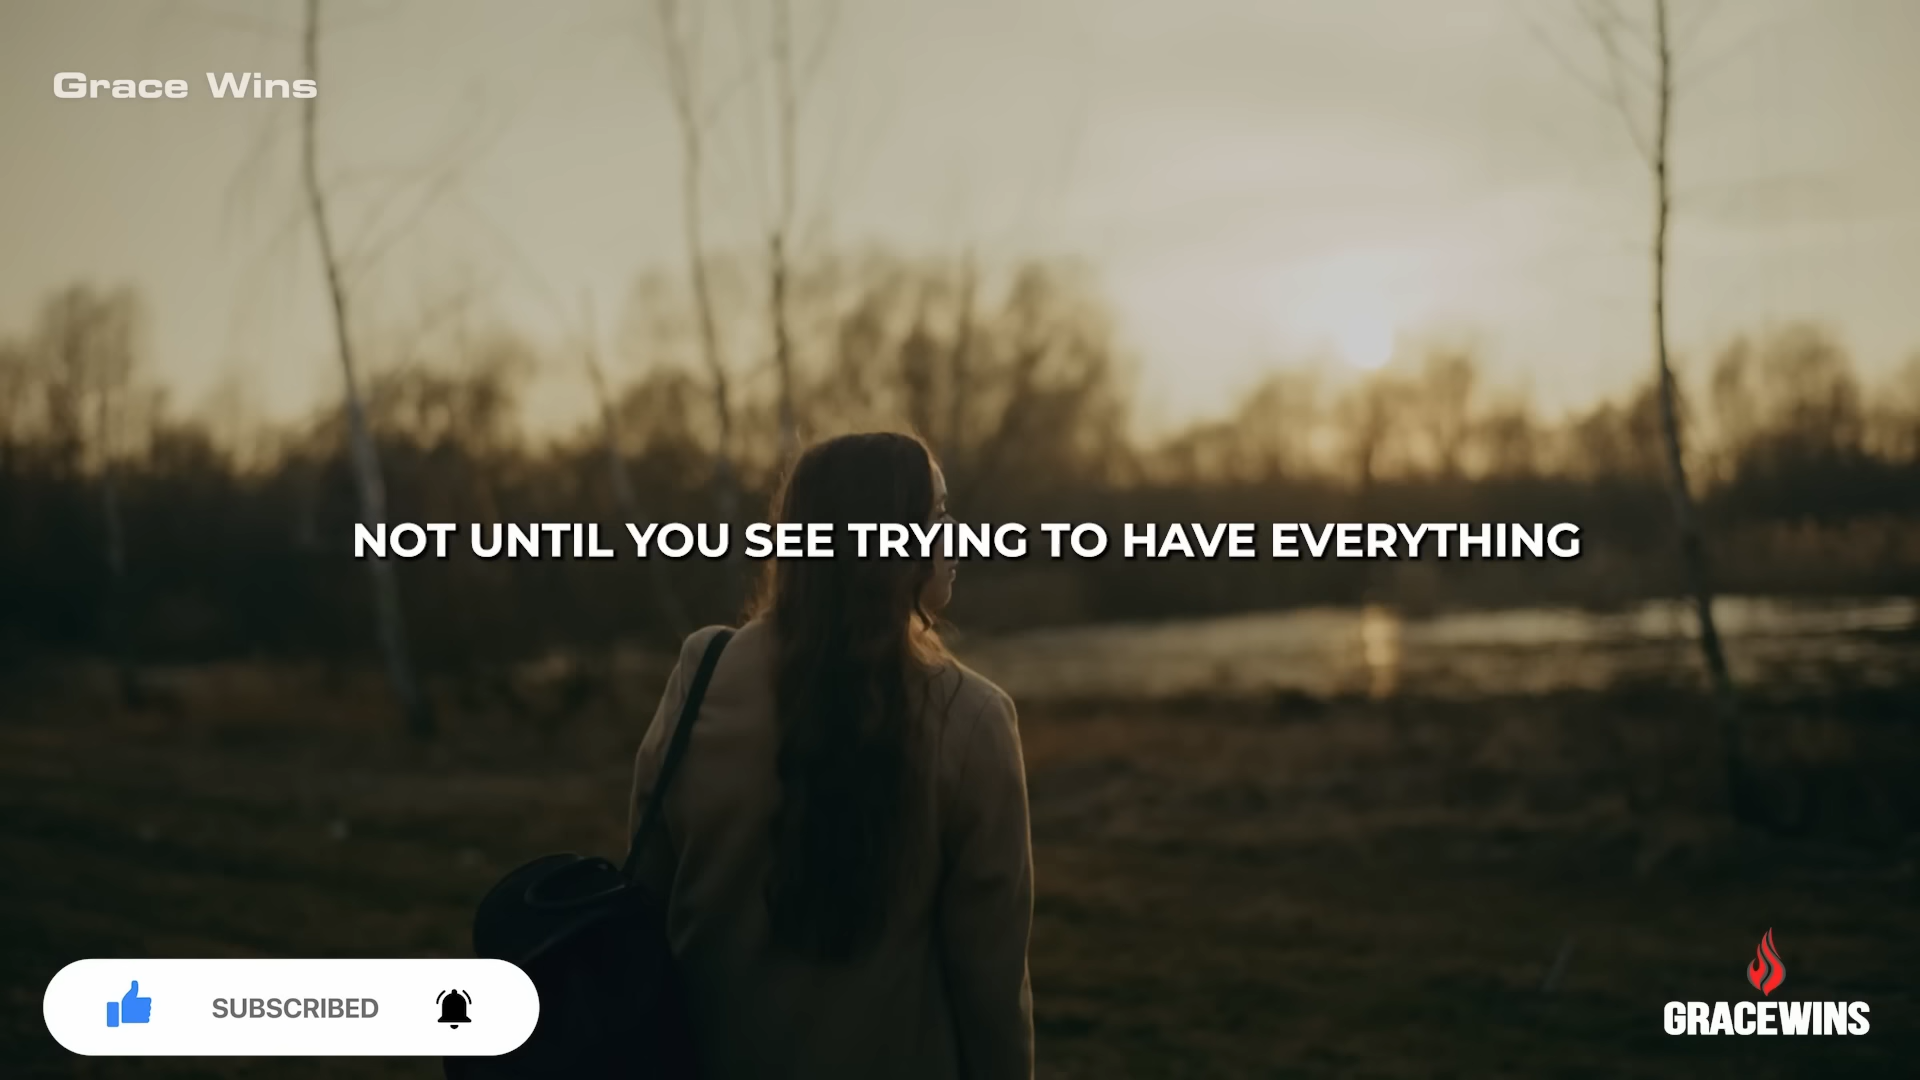 Grace Wins
NOT UNTIL YOU SEE TRYING TO HAVE EVERYTHING
SUBSCRIBED
GRACEWINS